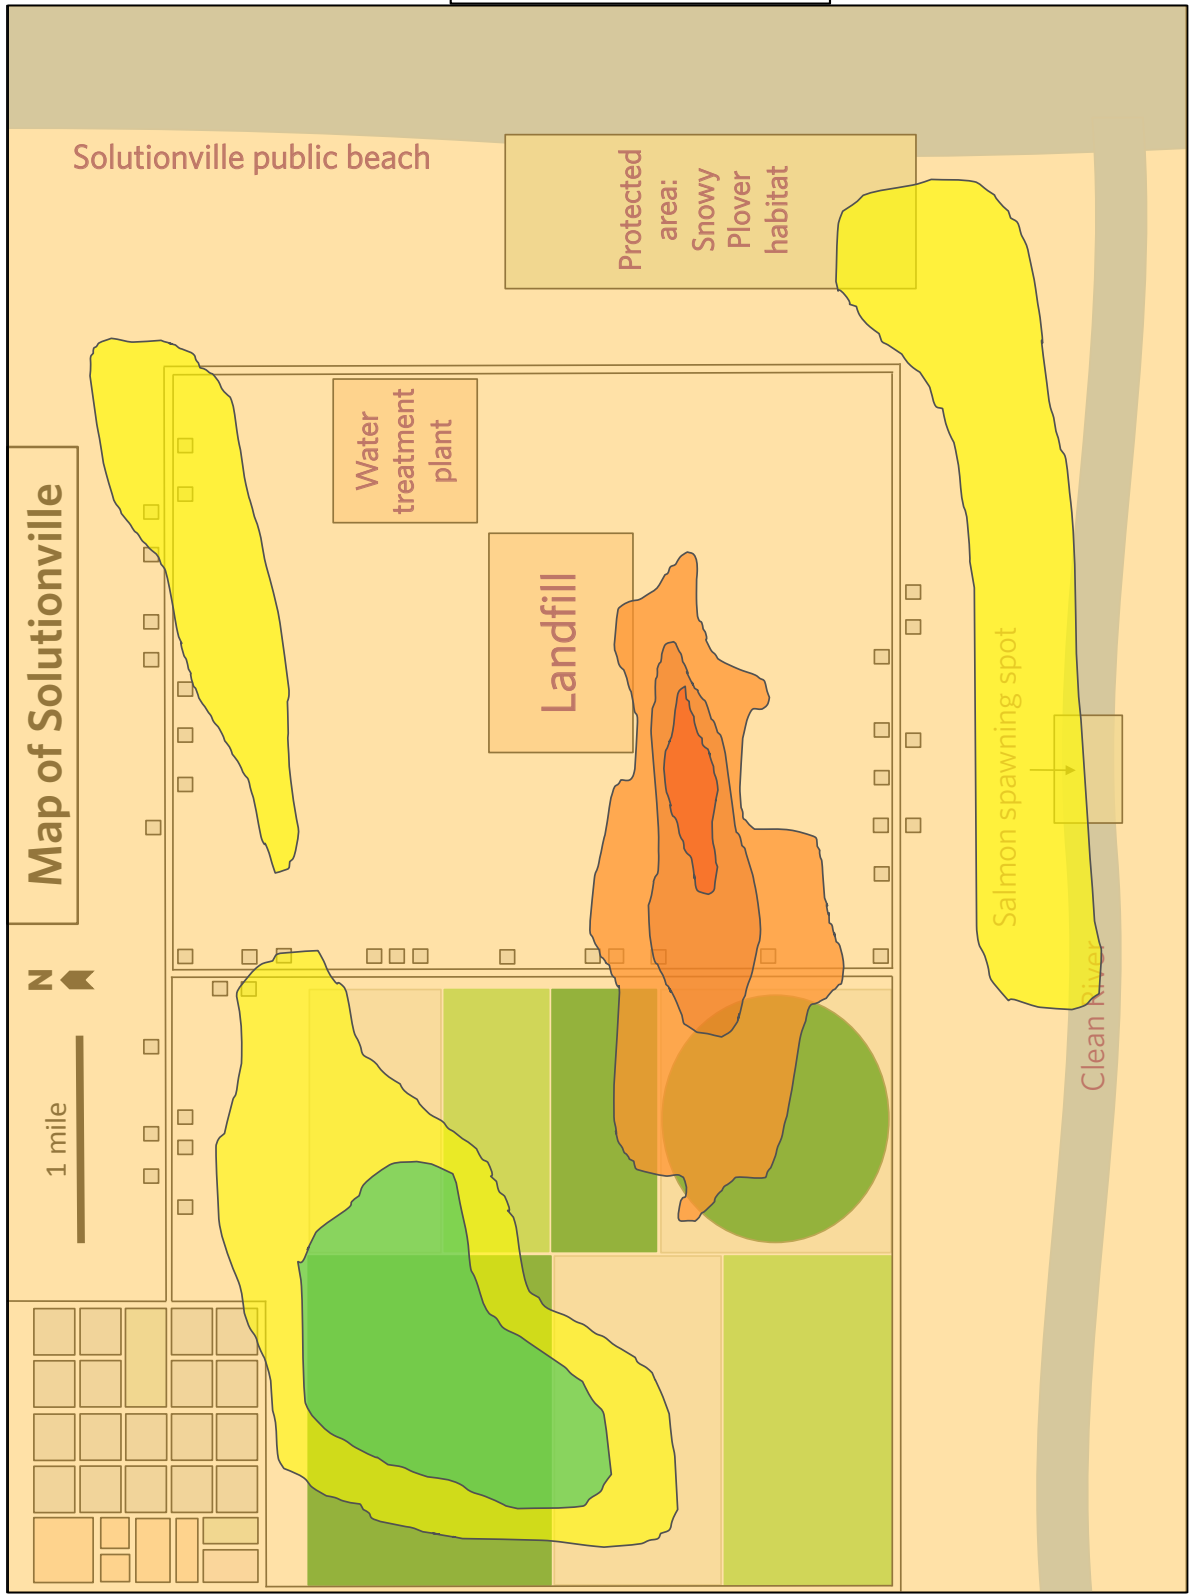 Solutionville public beach
Protected
area:
Snowy
Plover
habitat
Map of Solutionville
Water
treatment
plant
Landfill
Salmon spawning spot
N
1 mile
Clean River